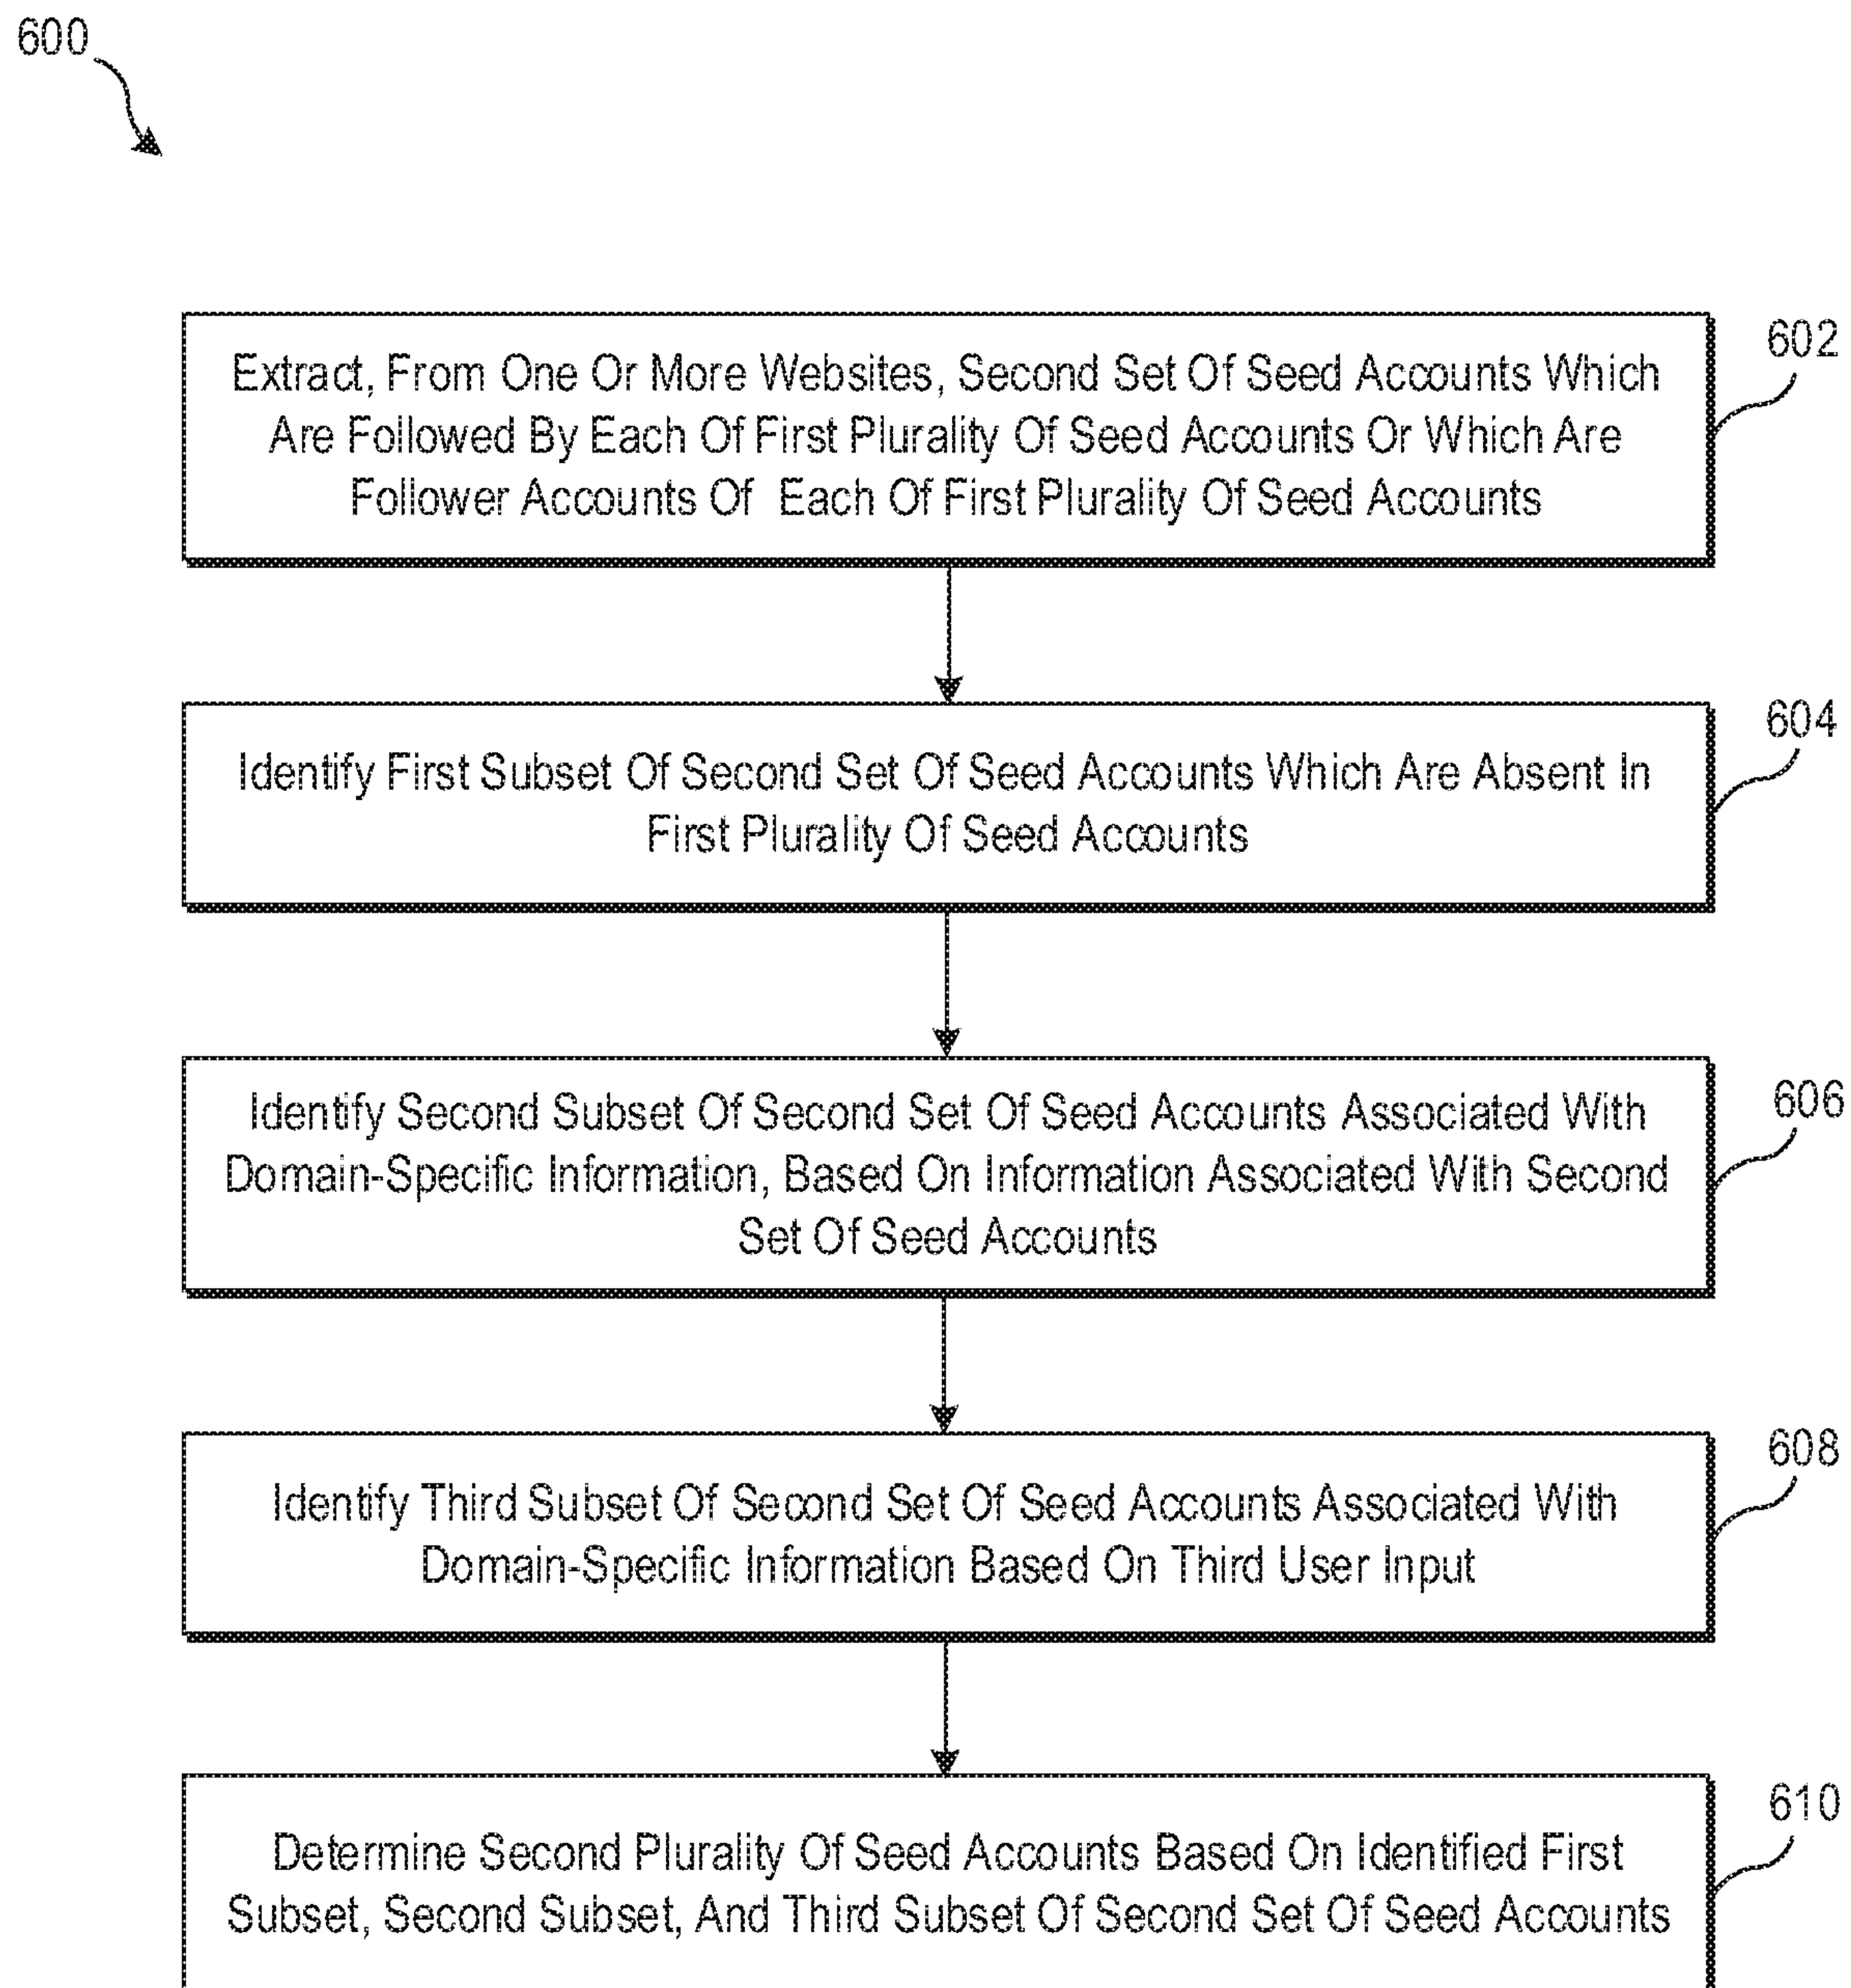 600
602
Extract, From One Or More Websites, Second Set Of Seed Accounts Which
Are Followed By Each Of First Plurality Of Seed Accounts Or Which Are
Follower Accounts Of Each Of First Plurality Of Seed Accounts
604
Identify First Subset Of Second Set Of Seed Accounts Which Are Absent In
First Plurality Of Seed Accounts
606
Identify Second Subset Of Second Set Of Seed Accounts Associated With
Domain-Specific Information, Based On Information Associated With Second
Set Of Seed Accounts
608
Identify Third Subset Of Second Set Of Seed Accounts Associated With
Domain-Specific Information Based On Third User Input
610
Determine Second Plurality Of Seed Accounts Based On Identified First
Subset, Second Subset, And Third Subset Of Second Set Of Seed Accounts